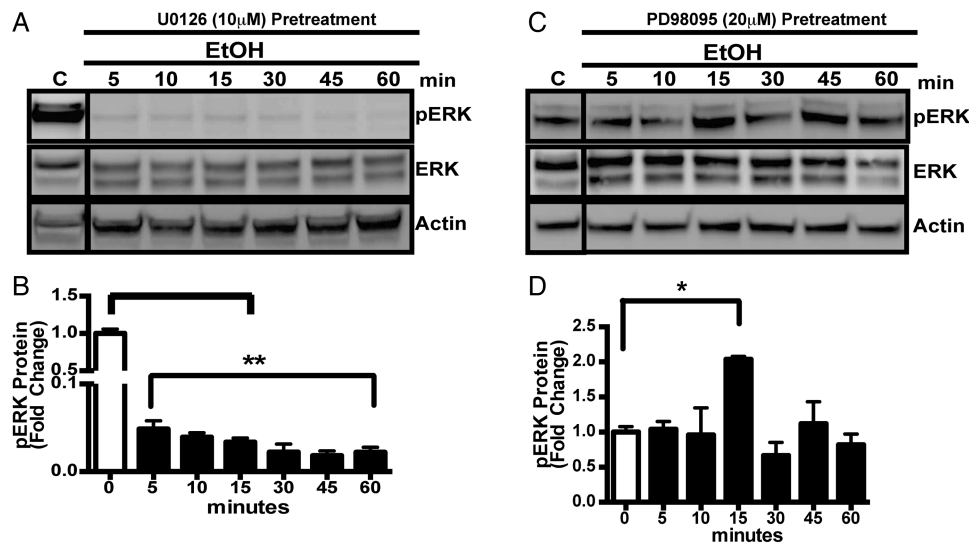 A
U0126 (10μM) Pretreatment
EtOH
C 5 10 15 30 45 60 min
pERK
ERK
Actin
B
pERK Protein
(Fold Change)
1.5
1.0
0.5
0.1
0.0
**
0 5 10 15 30 45 60
minutes
C
PD98095 (20μM) Pretreatment
EtOH
C 5 10 15 30 45 60 min
pERK
ERK
Actin
D
pERK Protein
(Fold Change)
2.5
2.0
1.5
1.0
0.5
0.0
*
0 5 10 15 30 45 60
minutes